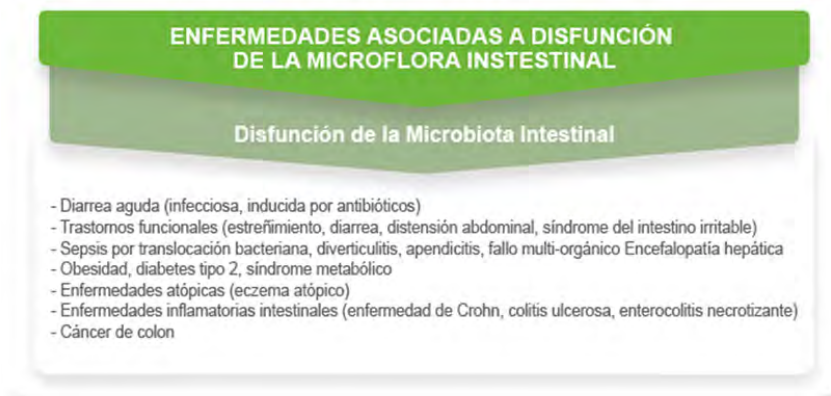 ENFERMEDADES ASOCIADAS A DISFUNCIÓN
DE LA MICROFLORA INSTESTINAL
Disfunción de la Microbiota Intestinal
- Diarrea aguda (infecciosa, inducida por antibióticos)
- Trastornos funcionales (estreñimiento, diarrea, distensión abdominal, síndrome del intestino irritable)
- Sepsis por translocación bacteriana, diverticulitis, apendicitis, fallo multi-orgánico Encefalopatía hepática
- Obesidad, diabetes tipo 2, síndrome metabólico
- Enfermedades atópicas (eczema atópico)
- Enfermedades inflamatorias intestinales (enfermedad de Crohn, colitis ulcerosa, enterocolitis necrotizante)
- Cáncer de colon